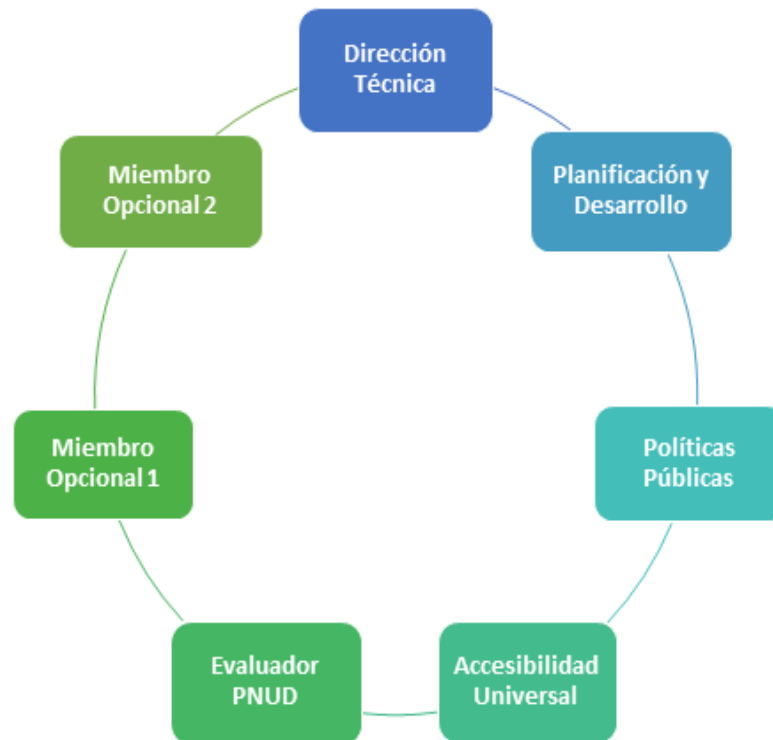 Dirección
Técnica
Planificación y
Desarrollo
Políticas
Públicas
Accesibilidad
Universal
Evaluador
PNUD
Miembro
Opcional 1
Miembro
Opcional 2